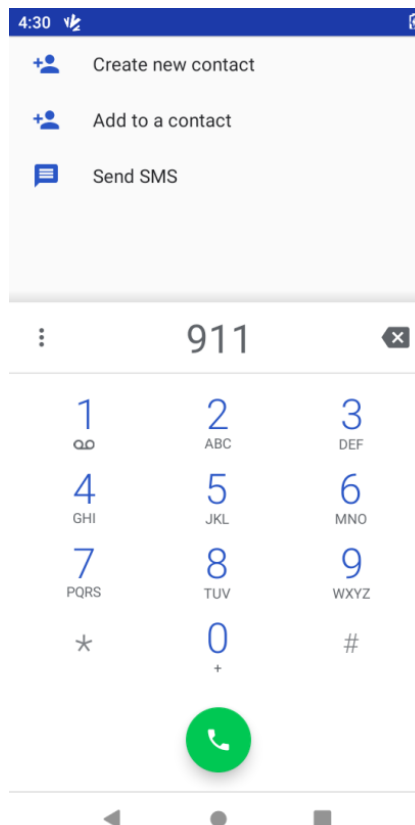 4:30
Create new contact
Add to a contact
Send SMS
911
1 2 3
ABC DEF
4 5 6
GHI JKL MNO
7 8 9
PQRS TUV WXYZ
* 0 #
+